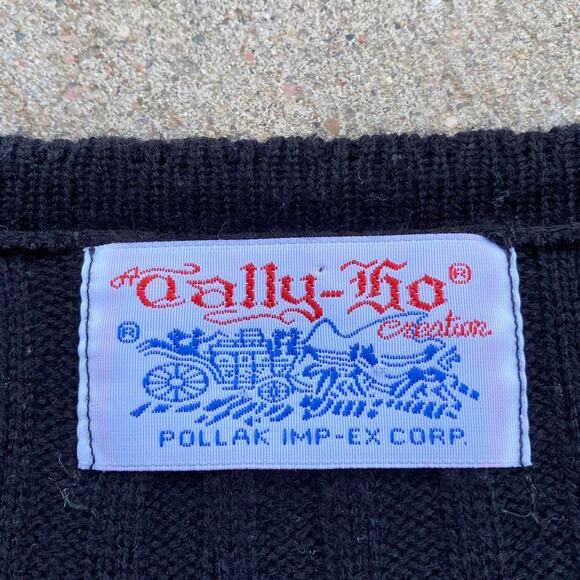 A Tally-Ho®
Creation
®
POLLAK IMP-EX CORP.